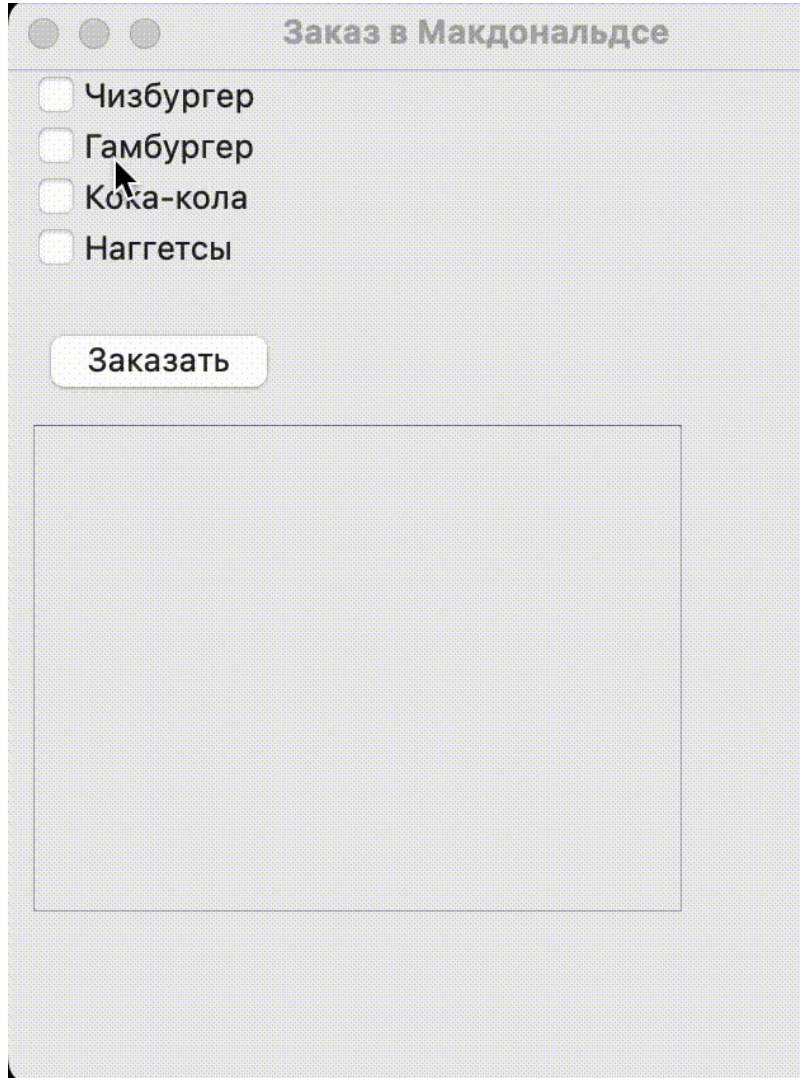 Заказ в Макдональдсе
Чизбургер
Гамбургер
Кока-кола
Наггетсы
Заказать